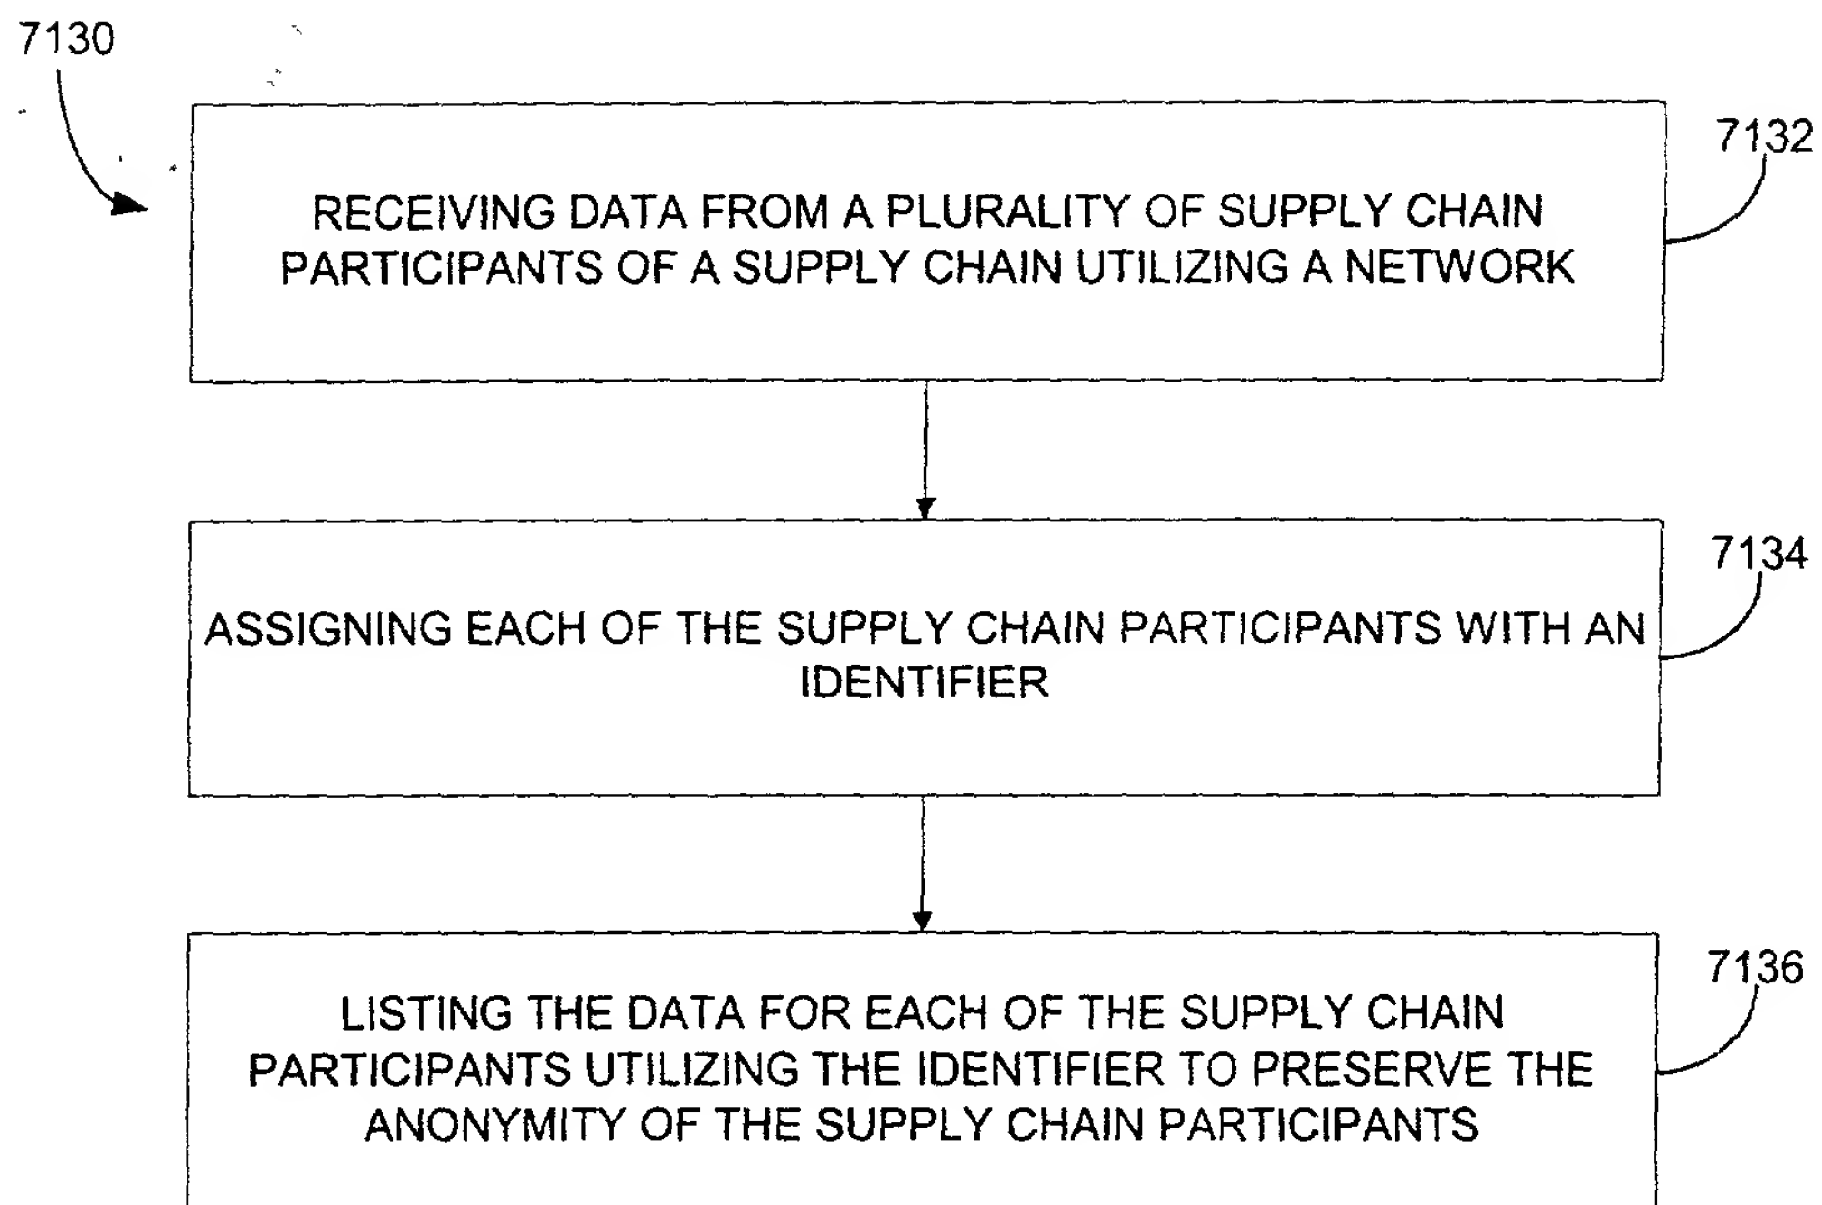 7130
7132
RECEIVING DATA FROM A PLURALITY OF SUPPLY CHAIN
PARTICIPANTS OF A SUPPLY CHAIN UTILIZING A NETWORK
7134
ASSIGNING EACH OF THE SUPPLY CHAIN PARTICIPANTS WITH AN
IDENTIFIER
7136
LISTING THE DATA FOR EACH OF THE SUPPLY CHAIN
PARTICIPANTS UTILIZING THE IDENTIFIER TO PRESERVE THE
ANONYMITY OF THE SUPPLY CHAIN PARTICIPANTS